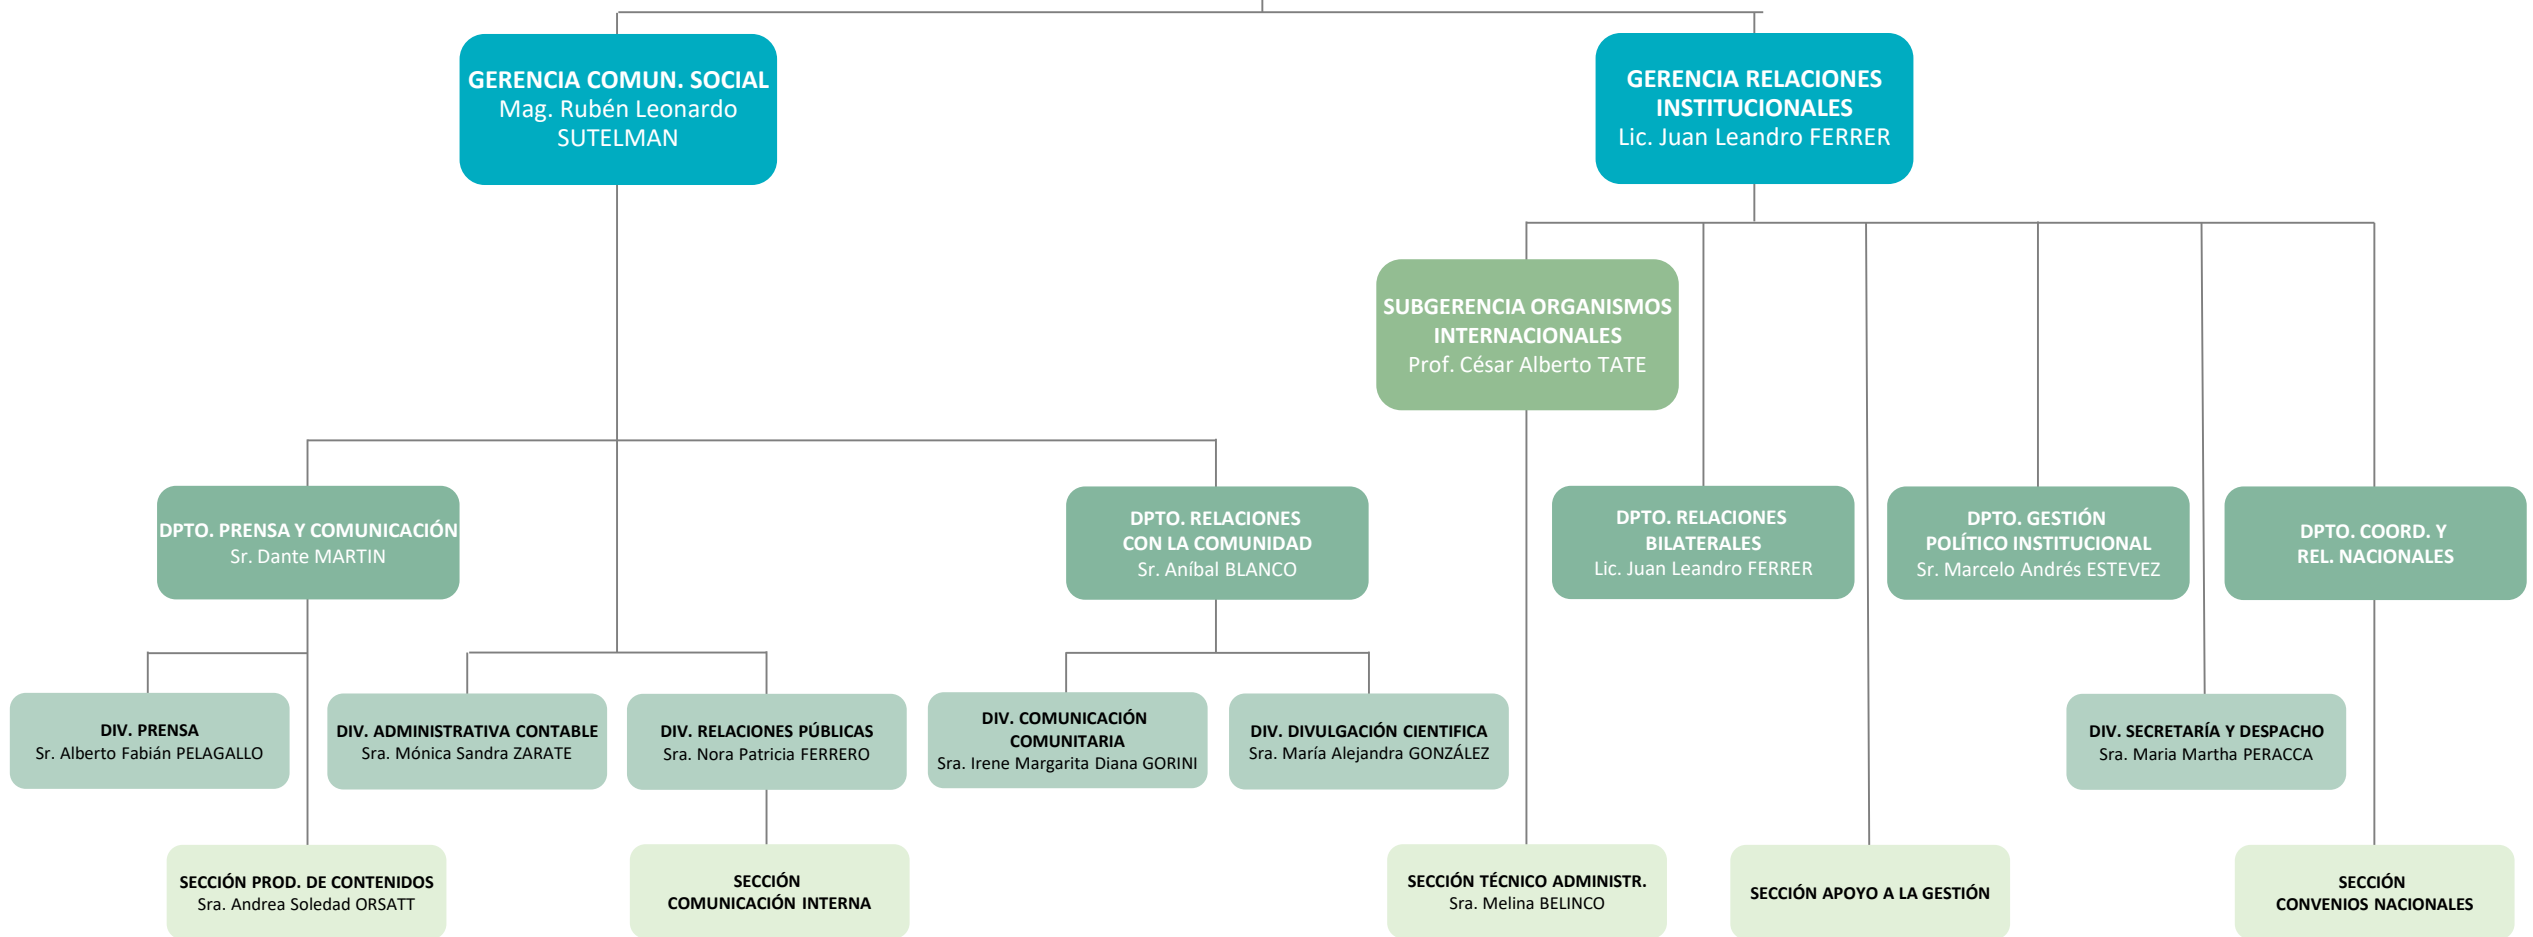 GERENCIA COMUN. SOCIAL
Mag. Rubén Leonardo
SUTELMAN
GERENCIA RELACIONES
INSTITUCIONALES
Lic. Juan Leandro FERRER
SUBGERENCIA ORGANISMOS
INTERNACIONALES
Prof. César Alberto TATE
DPTO. PRENSA Y COMUNICACIÓN
Sr. Dante MARTIN
DPTO. RELACIONES
CON LA COMUNIDAD
Sr. Aníbal BLANCO
DPTO. RELACIONES
BILATERALES
Lic. Juan Leandro FERRER
DPTO. GESTIÓN
POLÍTICO INSTITUCIONAL
Sr. Marcelo Andrés ESTEVEZ
DPTO. COORD. Y
REL. NACIONALES
DIV. PRENSA
Sr. Alberto Fabián PELAGALLO
DIV. ADMINISTRATIVA CONTABLE
Sra. Mónica Sandra ZARATE
DIV. RELACIONES PÚBLICAS
Sra. Nora Patricia FERRERO
DIV. COMUNICACIÓN
COMUNITARIA
Sra. Irene Margarita Diana GORINI
DIV. DIVULGACIÓN CIENTIFICA
Sra. María Alejandra GONZÁLEZ
DIV. SECRETARÍA Y DESPACHO
Sra. Maria Martha PERACCA
SECCIÓN PROD. DE CONTENIDOS
Sra. Andrea Soledad ORSATT
SECCIÓN
COMUNICACIÓN INTERNA
SECCIÓN TÉCNICO ADMINISTR.
Sra. Melina BELINCO
SECCIÓN APOYO A LA GESTIÓN
SECCIÓN
CONVENIOS NACIONALES